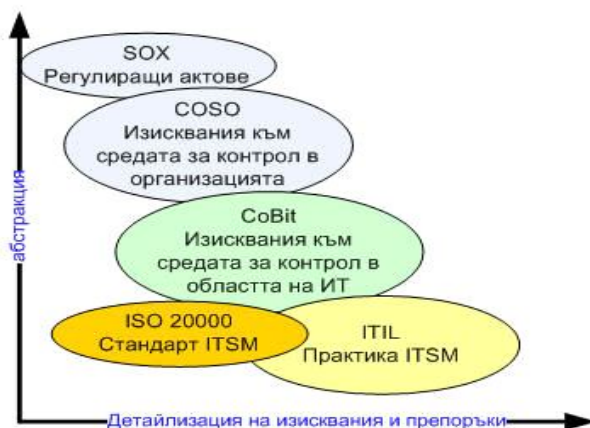 SOX
Регулиращи актове
COSO
Изисквания към
средата за контрол в
организацията
CoBit
Изисквания към
средата за контрол в
областта на ИТ
ISO 20000
Стандарт ITSM
ITIL
Практика ITSM
абстракция
Детайлизация на изисквания и препоръки